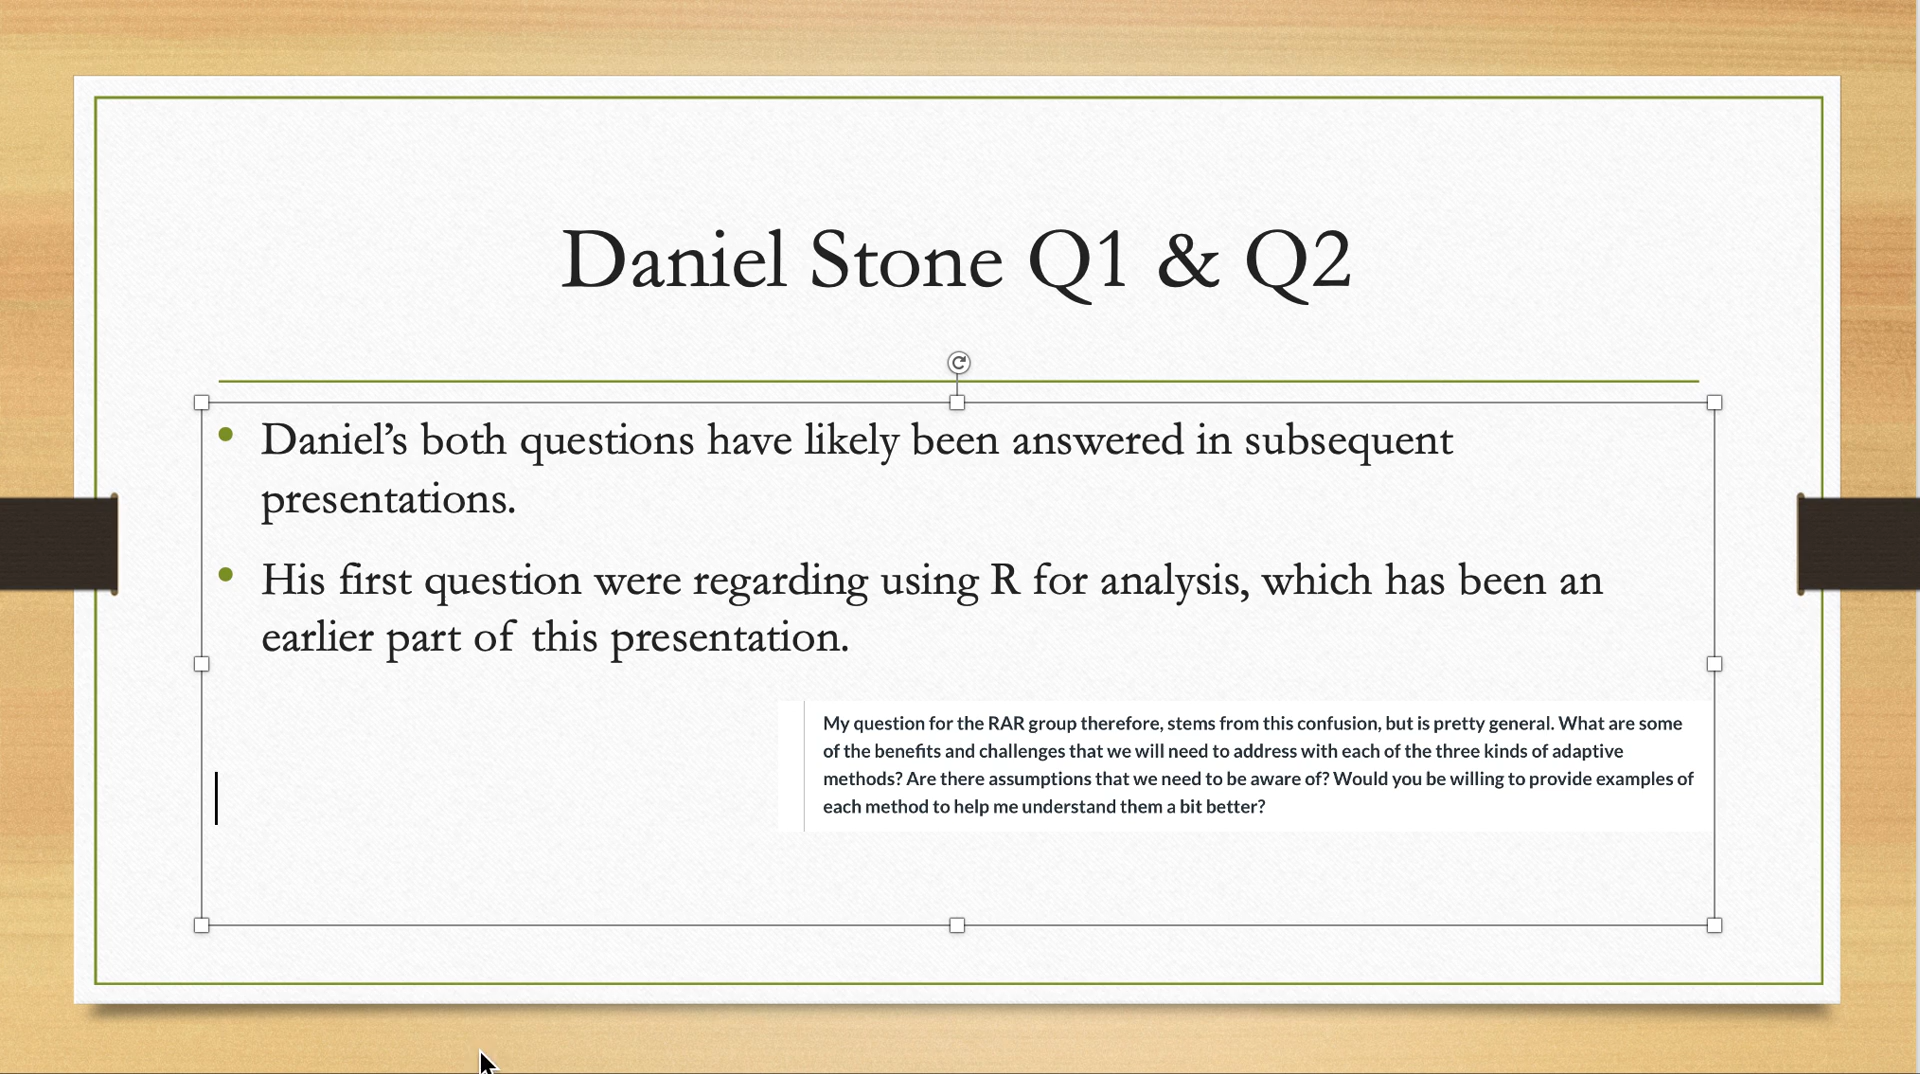 Daniel Stone Q1 & Q2
Daniel’s both questions have likely been answered in subsequent
presentations.
His first question were regarding using R for analysis, which has been an
earlier part of this presentation.
My question for the RAR group therefore, stems from this confusion, but is pretty general. What are some
of the benefits and challenges that we will need to address with each of the three kinds of adaptive
methods? Are there assumptions that we need to be aware of? Would you be willing to provide examples of
each method to help me understand them a bit better?